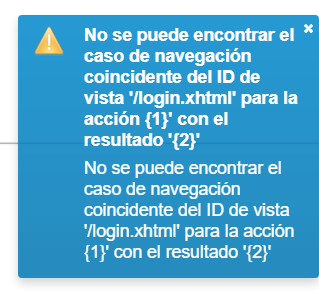 No se puede encontrar el
caso de navegación
coincidente del ID de
vista '/login.xhtml' para la
acción {1}' con el
resultado '{2}'
No se puede encontrar el
caso de navegación
coincidente del ID de vista
'/login.xhtml' para la acción
{1}' con el resultado '{2}'